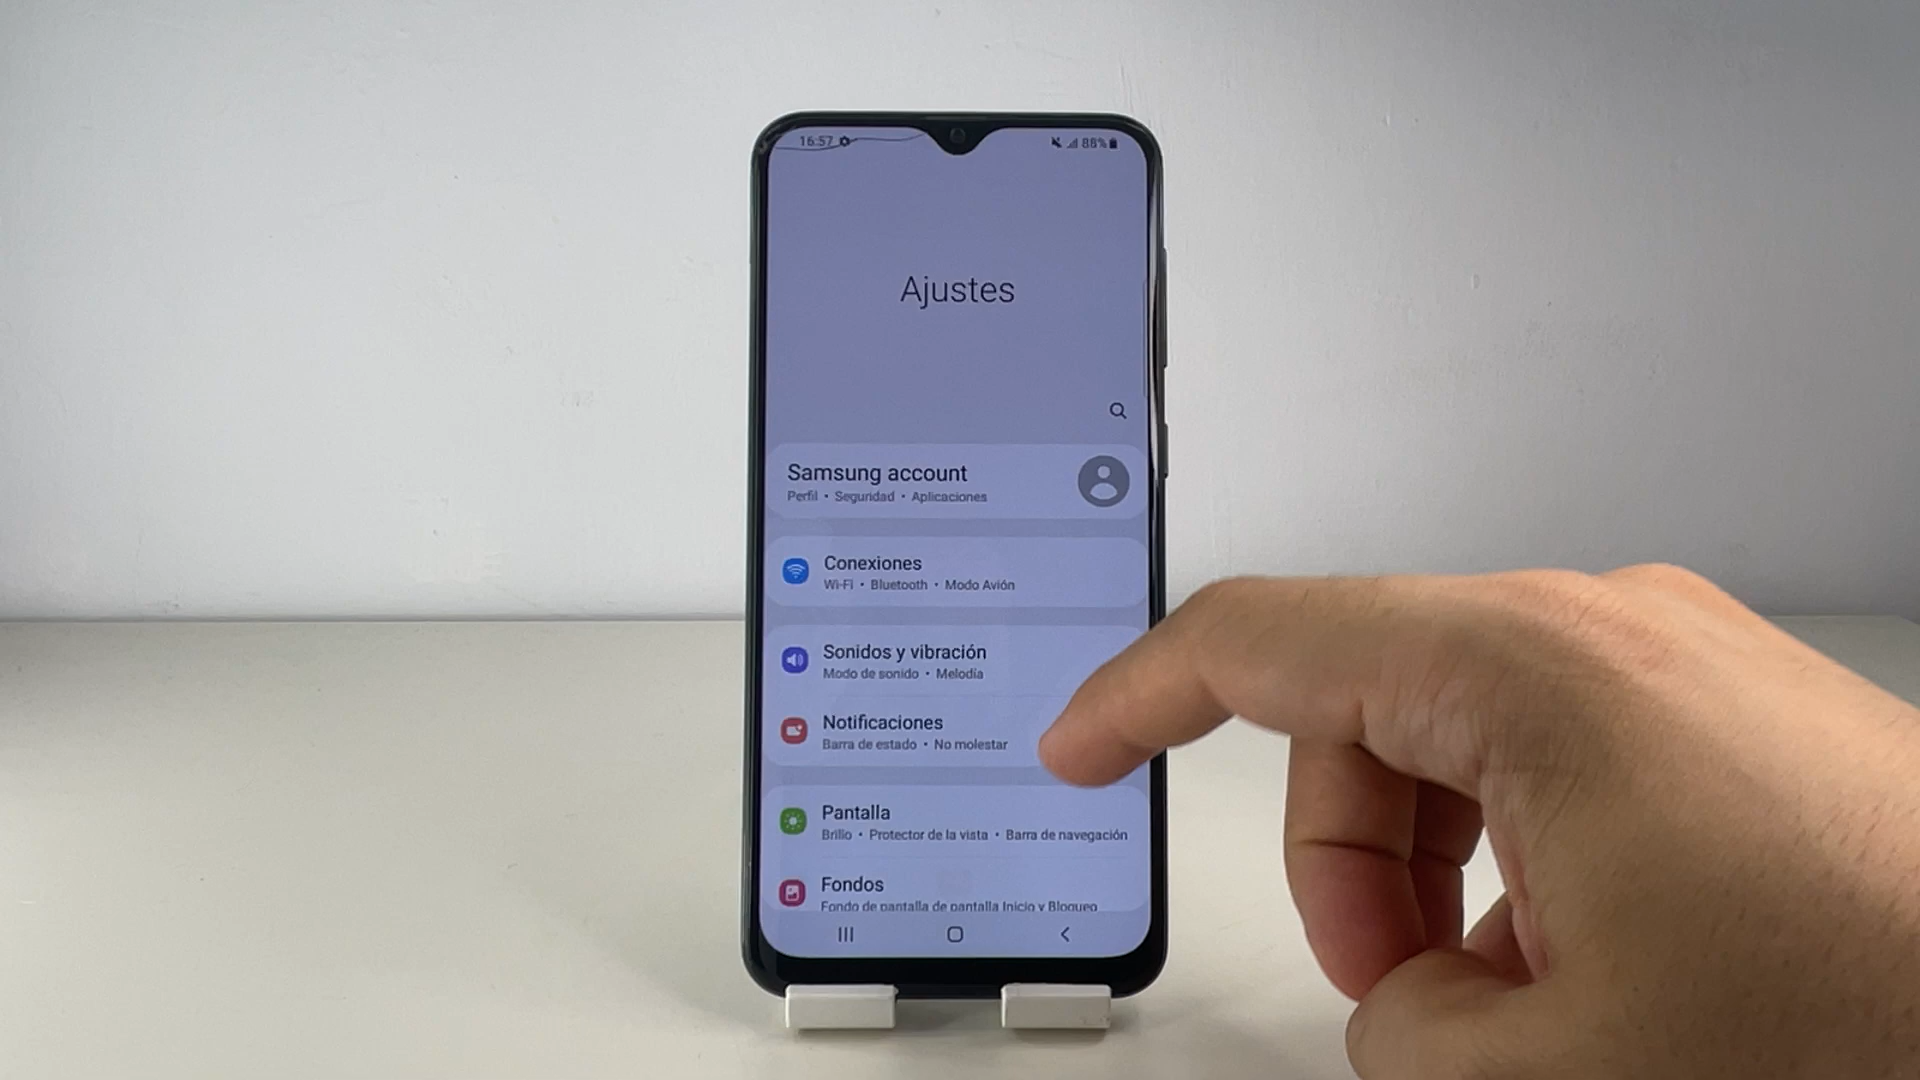 16:57
88%
Ajustes
Samsung account
Perfil • Seguridad • Aplicaciones
Conexiones
Wi-Fi • Bluetooth • Modo Avión
Sonidos y vibración
Modo de sonido • Melodía
Notificaciones
Barra de estado • No molestar
Pantalla
Brillo • Protector de la vista • Barra de navegación
Fondos
Fondo de pantalla de pantalla Inicio y Bloqueo